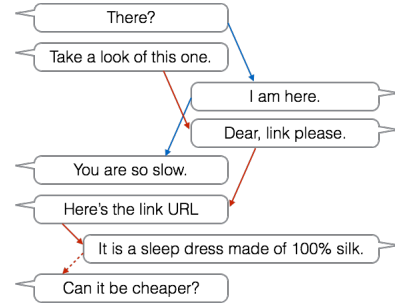 There?
Take a look of this one.
I am here.
Dear, link please.
You are so slow.
Here's the link URL
It is a sleep dress made of 100% silk.
Can it be cheaper?